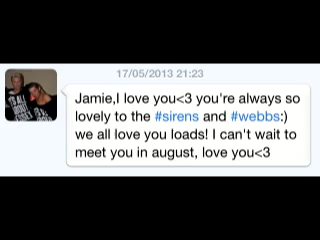 17/05/2013 21:23
Jamie,I love you<3 you're always so
lovely to the #sirens and #webbs:)
we all love you loads! I can't wait to
meet you in august, love you<3